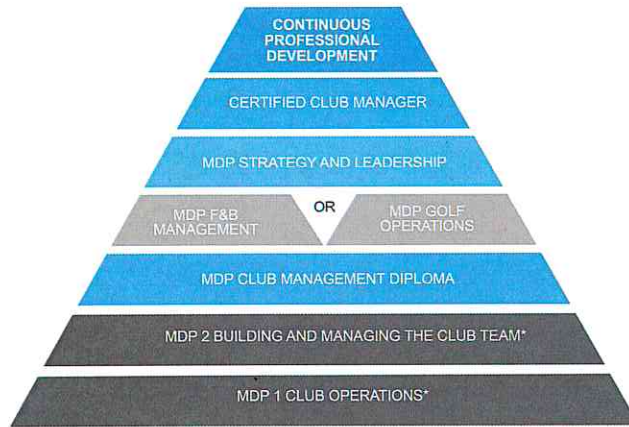 CONTINUOUS
PROFESSIONAL
DEVELOPMENT
CERTIFIED CLUB MANAGER
MDP STRATEGY AND LEADERSHIP
MDP F&B
MANAGEMENT
OR
MDP GOLF
OPERATIONS
MDP CLUB MANAGEMENT DIPLOMA
MDP 2 BUILDING AND MANAGING THE CLUB TEAM*
MDP 1 CLUB OPERATIONS*